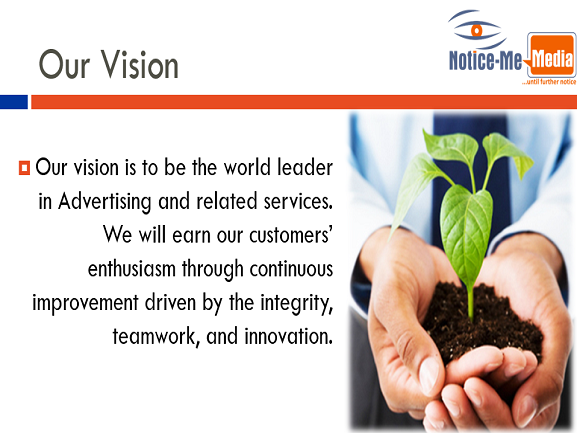 Our Vision
Notice-Me Media
...until further notice
Our vision is to be the world leader
in Advertising and related services.
We will earn our customers’
enthusiasm through continuous
improvement driven by the integrity,
teamwork, and innovation.